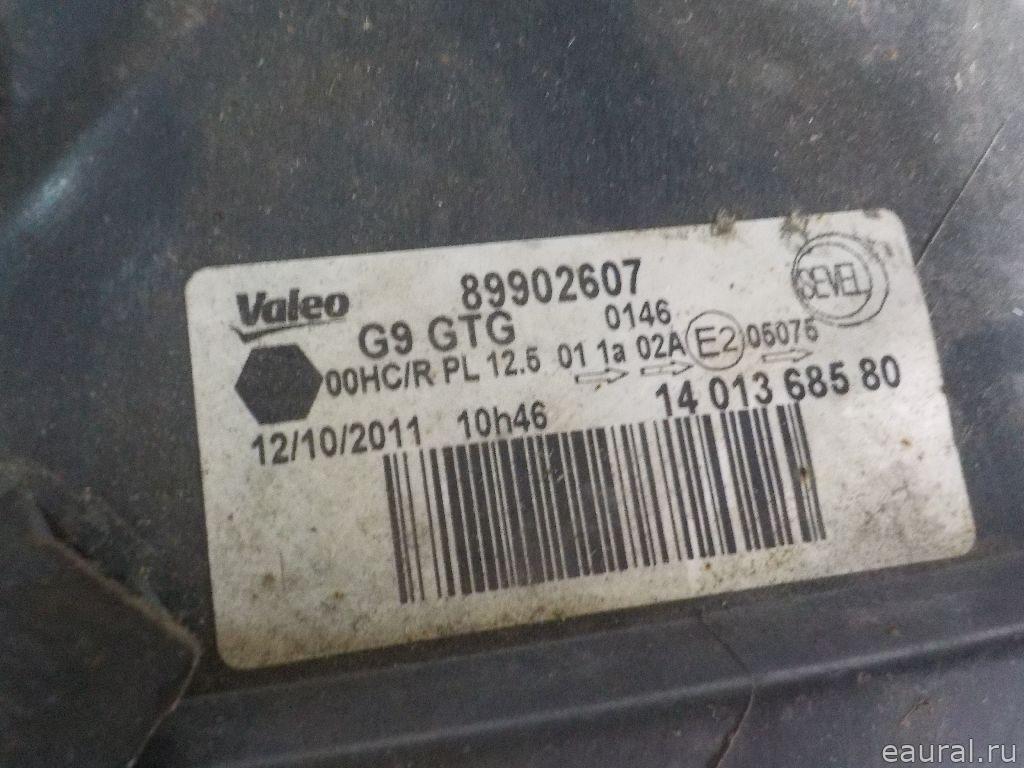 Valeo 89902607 SEVEL
G9 GTG 0146
00HC/R PL 12.5 01 1a 02A E2 05075
12/10/2011 10h46 14 013 685 80
eaural.ru